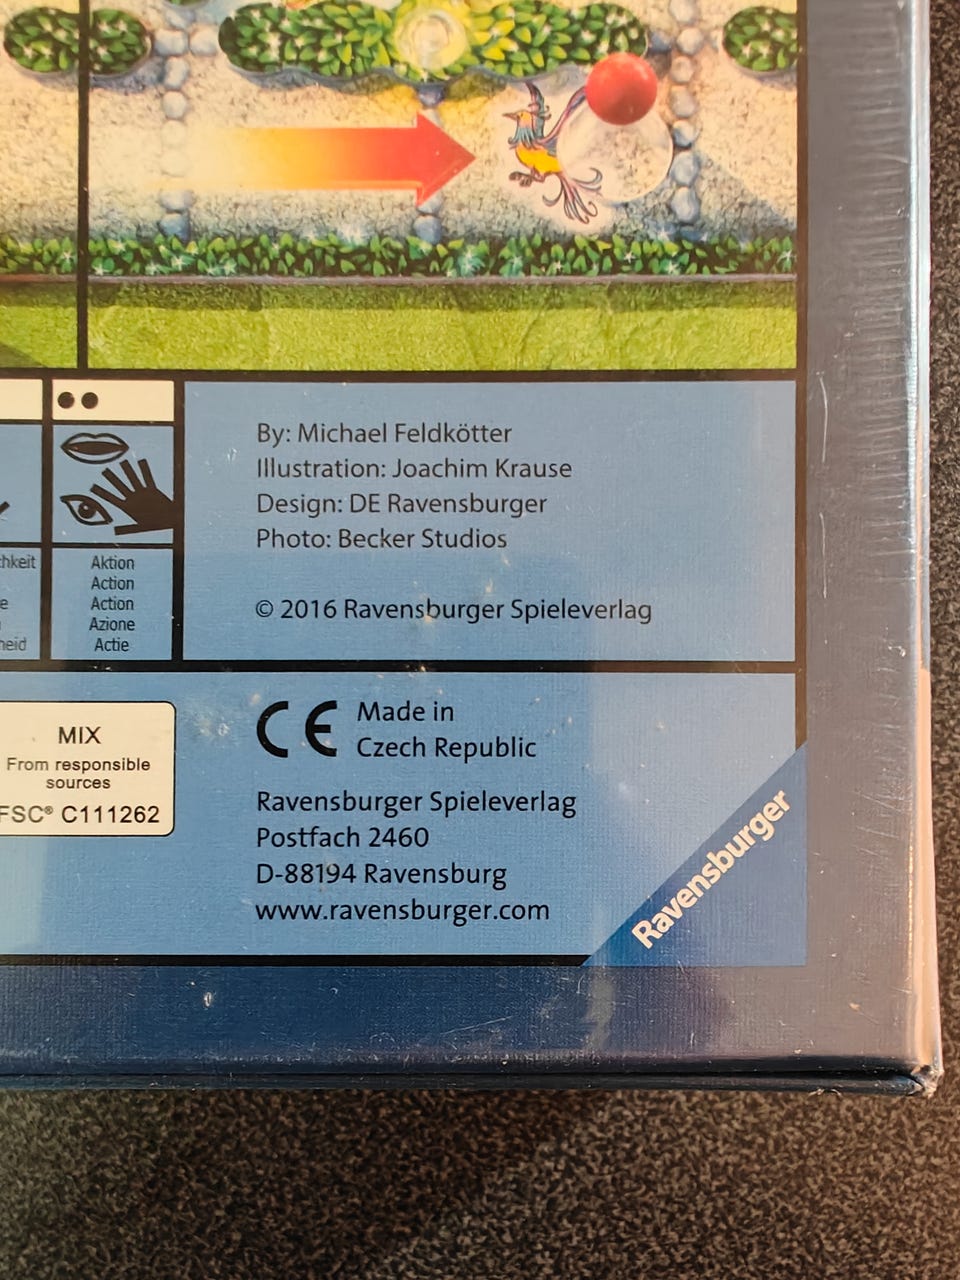 By: Michael Feldkötter
Illustration: Joachim Krause
Design: DE Ravensburger
Photo: Becker Studios
© 2016 Ravensburger Spieleverlag
Aktion
Action
Action
Azione
Actie
MIX
From responsible
sources
FSC® C111262
CE
Made in
Czech Republic
Ravensburger Spieleverlag
Postfach 2460
D-88194 Ravensburg
www.ravensburger.com
Ravensburger